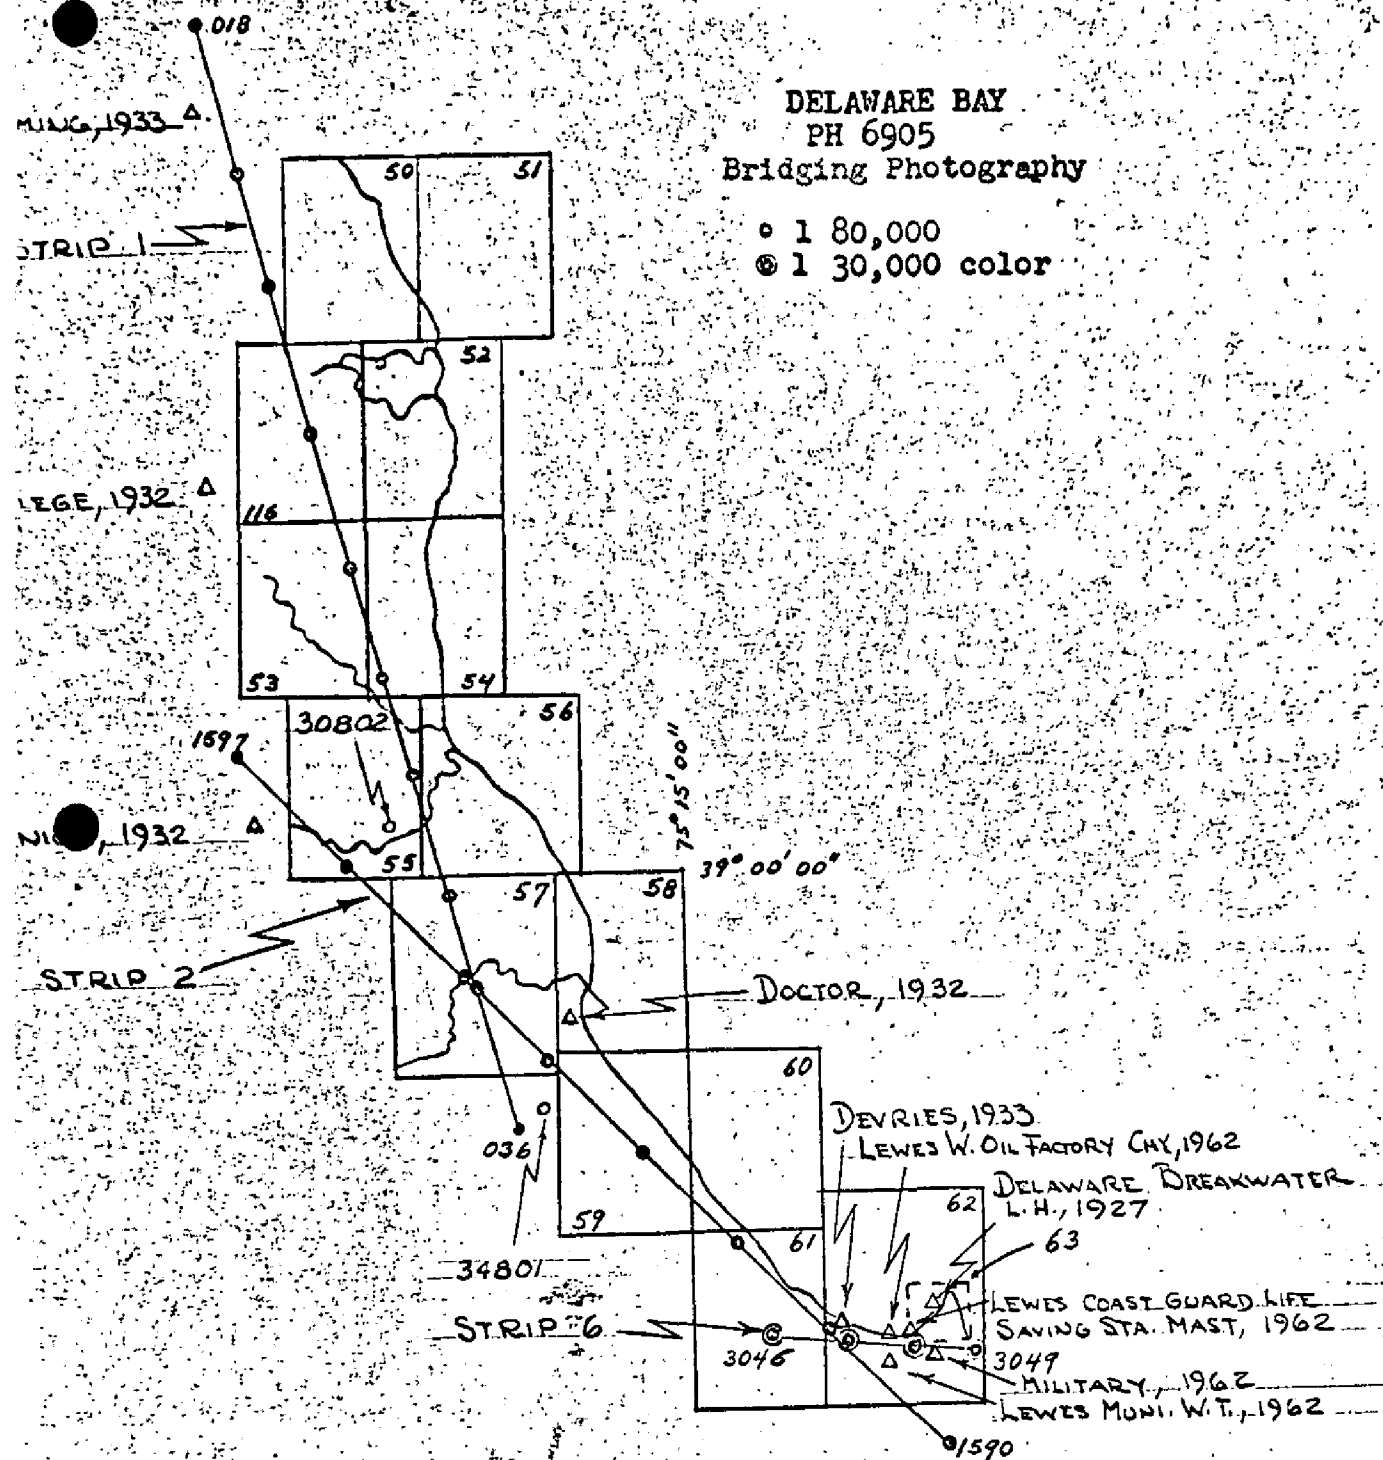 018
DELAWARE BAY
PH 6905
Bridging Photography
1 80,000
1 30,000 color
MING, 1933
50
51
STRIP 1
52
LEGE, 1932
116
53
54
30802
56
1597
75° 15' 00"
39° 00' 00"
, 1932
55
57
58
STRIP 2
DOCTOR, 1932
60
036
DEVRIES, 1933
LEWES W. OIL FACTORY CHY, 1962
DELAWARE BREAKWATER
L.H., 1927
62
59
61
63
34801
LEWES COAST GUARD LIFE
SAVING STA. MAST, 1962
STRIP 6
3046
3049
MILITARY, 1962
LEWES MUNI. W.T., 1962
1590